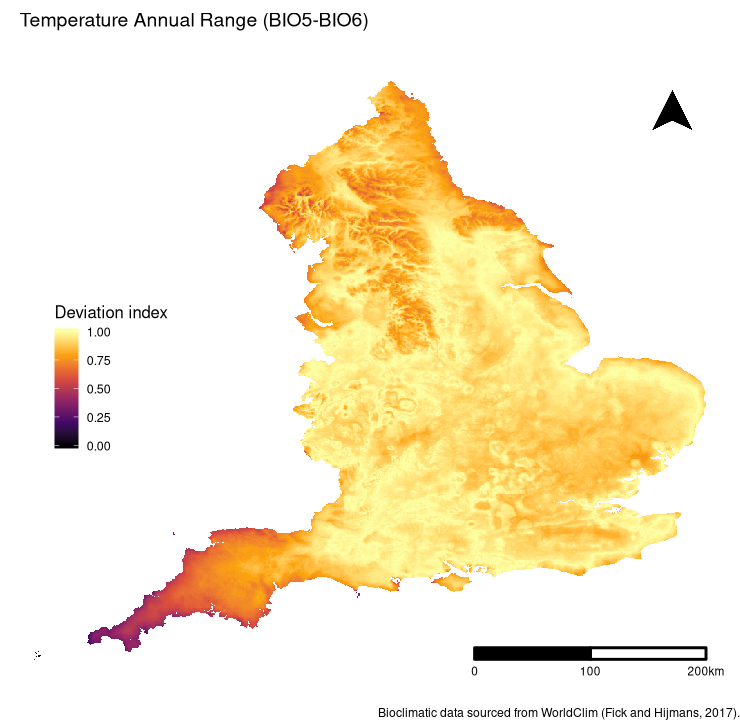 Temperature Annual Range (BIO5-BIO6)
Deviation index
1.00
0.75
0.50
0.25
0.00
0 100 200km
Bioclimatic data sourced from WorldClim (Fick and Hijmans, 2017).